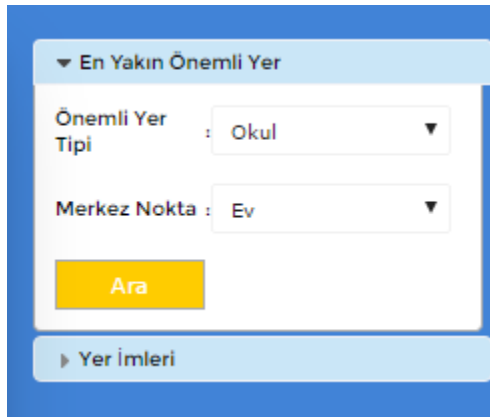 En Yakın Önemli Yer
Önemli Yer
Tipi
:
Okul
Merkez Nokta : Ev
Ara
Yer İmleri